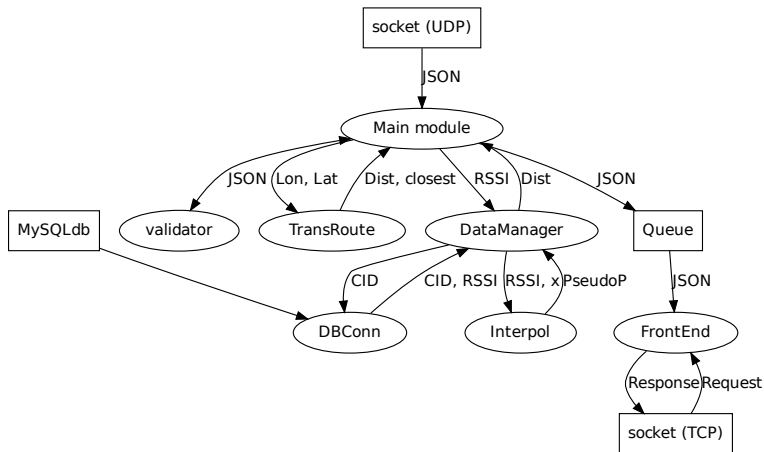 socket (UDP)
JSON
Main module
JSON
Lon, Lat
Dist, closest
RSSI
Dist
JSON
MySQLdb
validator
TransRoute
DataManager
Queue
CID
CID, RSSI
RSSI, x
PseudoP
JSON
DBConn
Interpol
FrontEnd
Response
Request
socket (TCP)